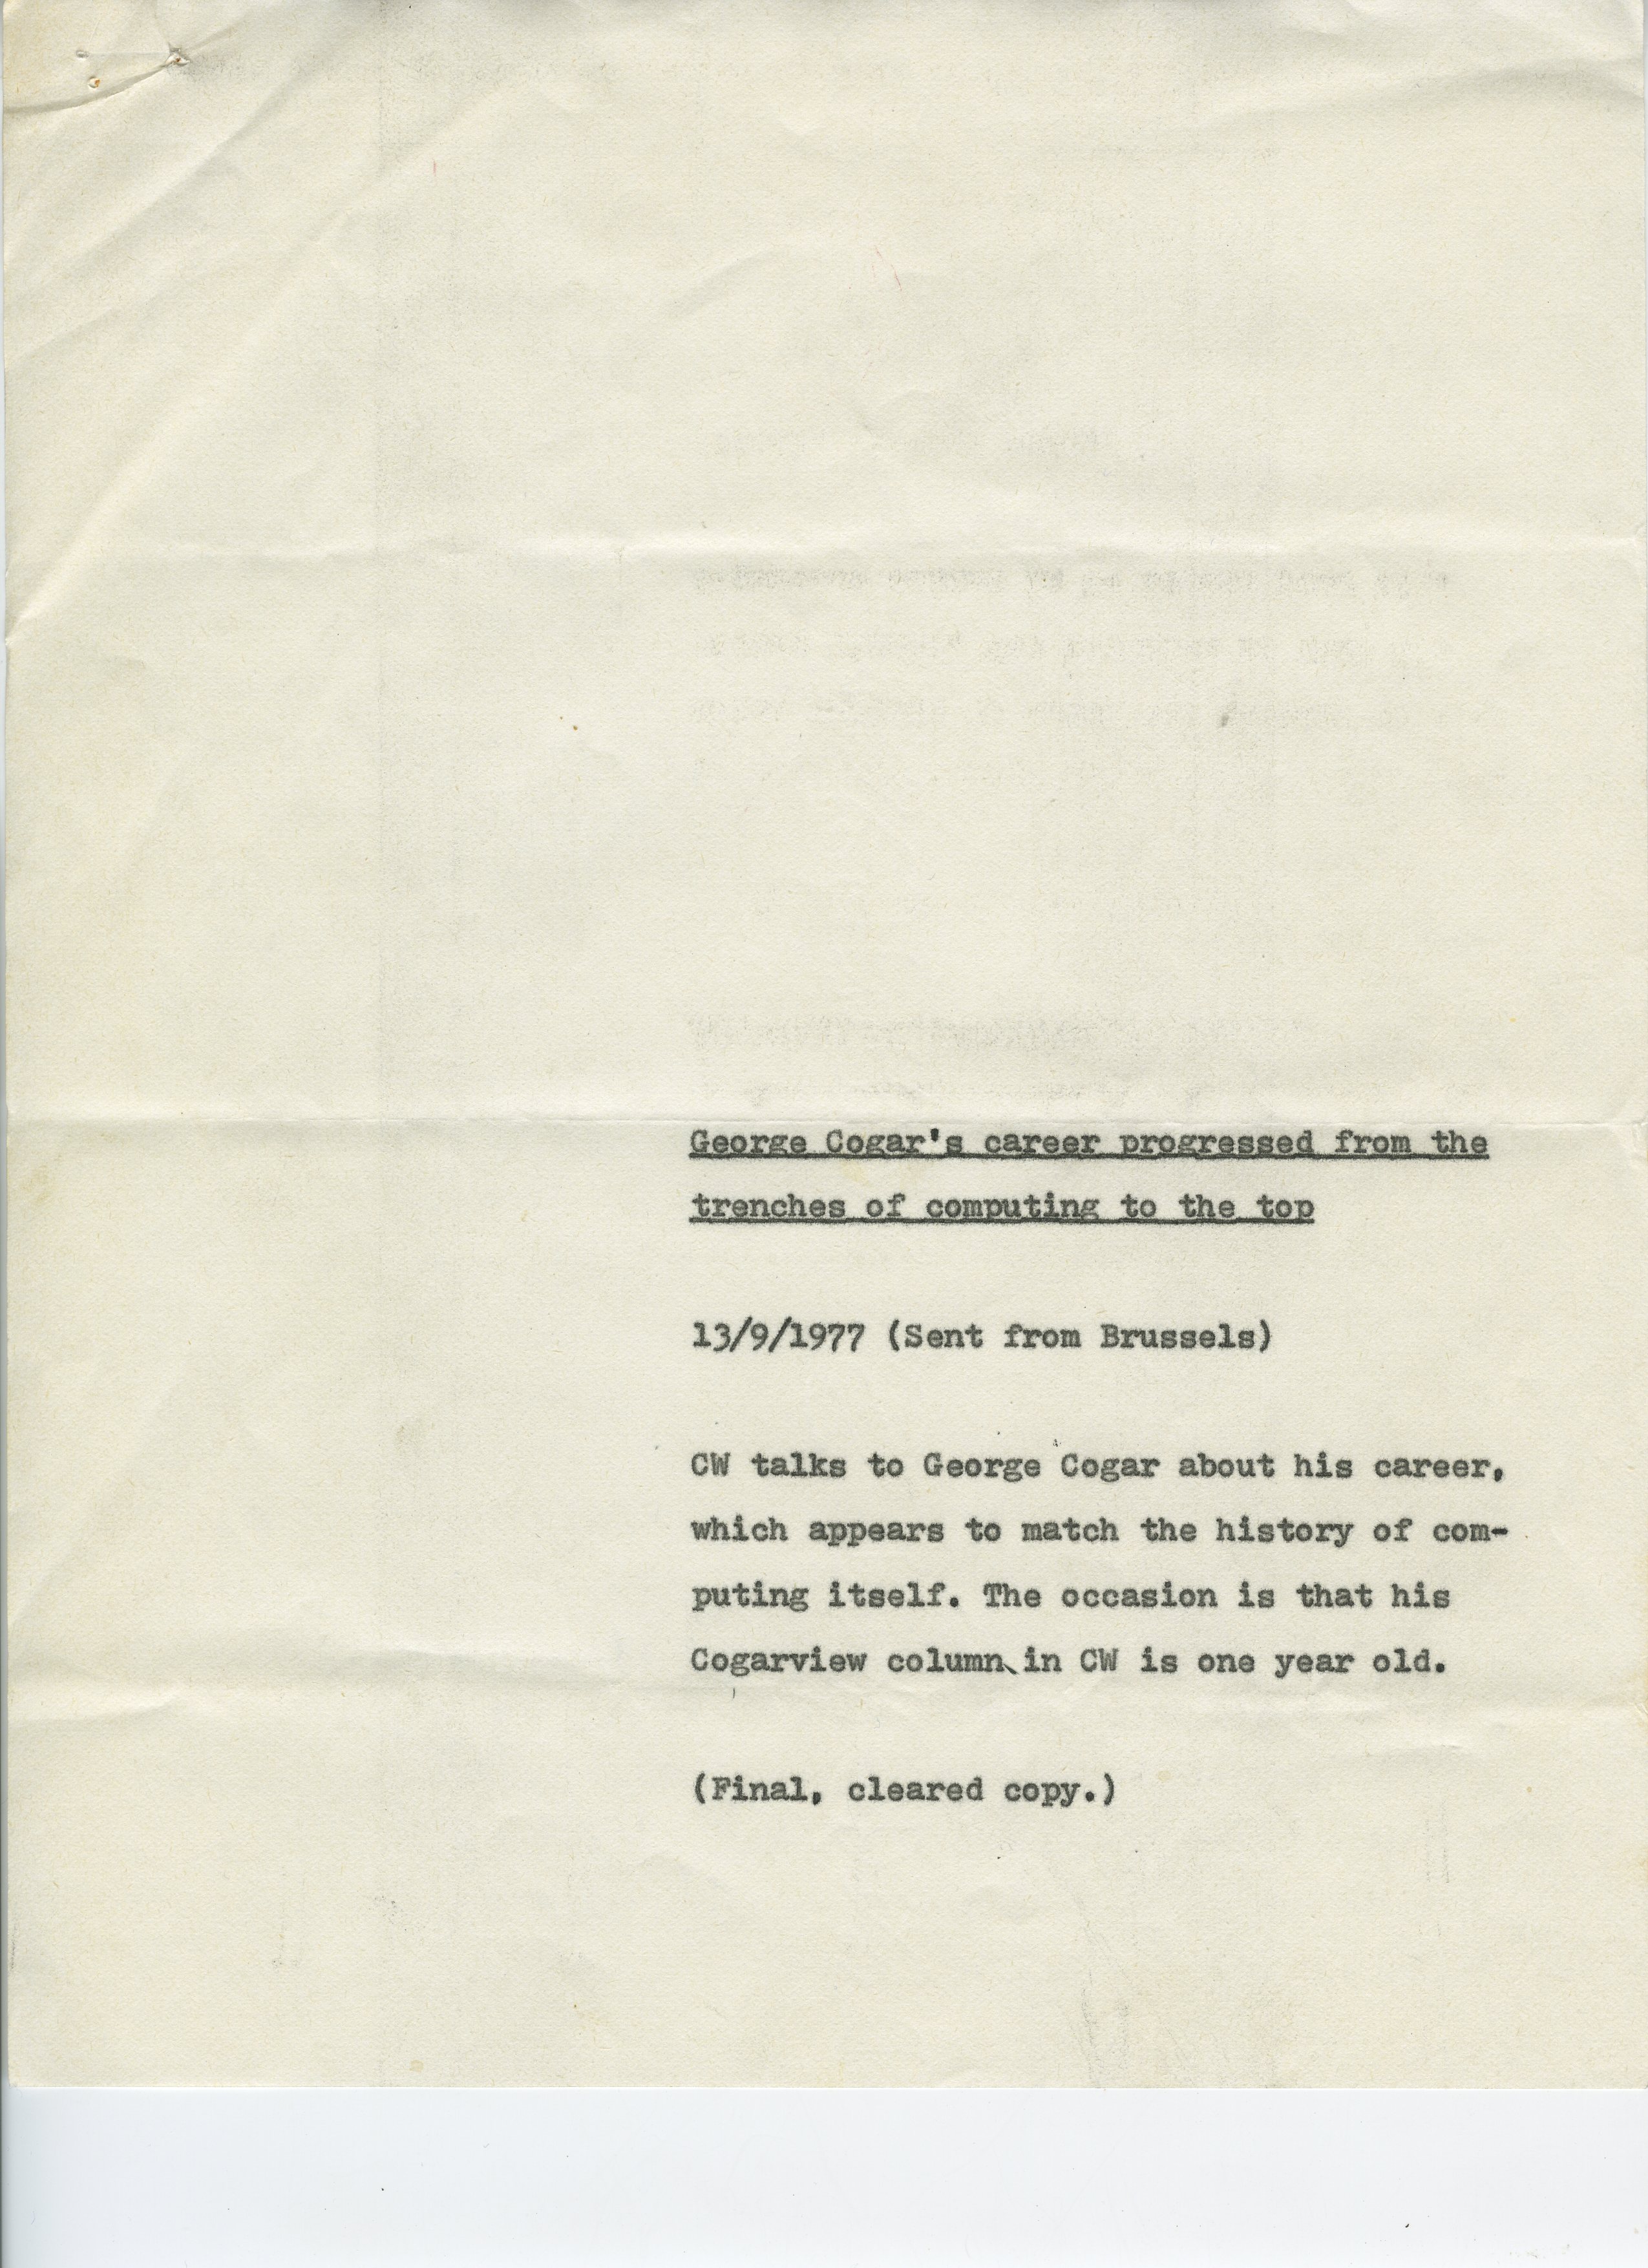 George Cogar's career progressed from the
trenches of computing to the top
13/9/1977 (Sent from Brussels)
CW talks to George Cogar about his career,
which appears to match the history of com-
puting itself. The occasion is that his
Cogarview column in CW is one year old.
(Final, cleared copy.)